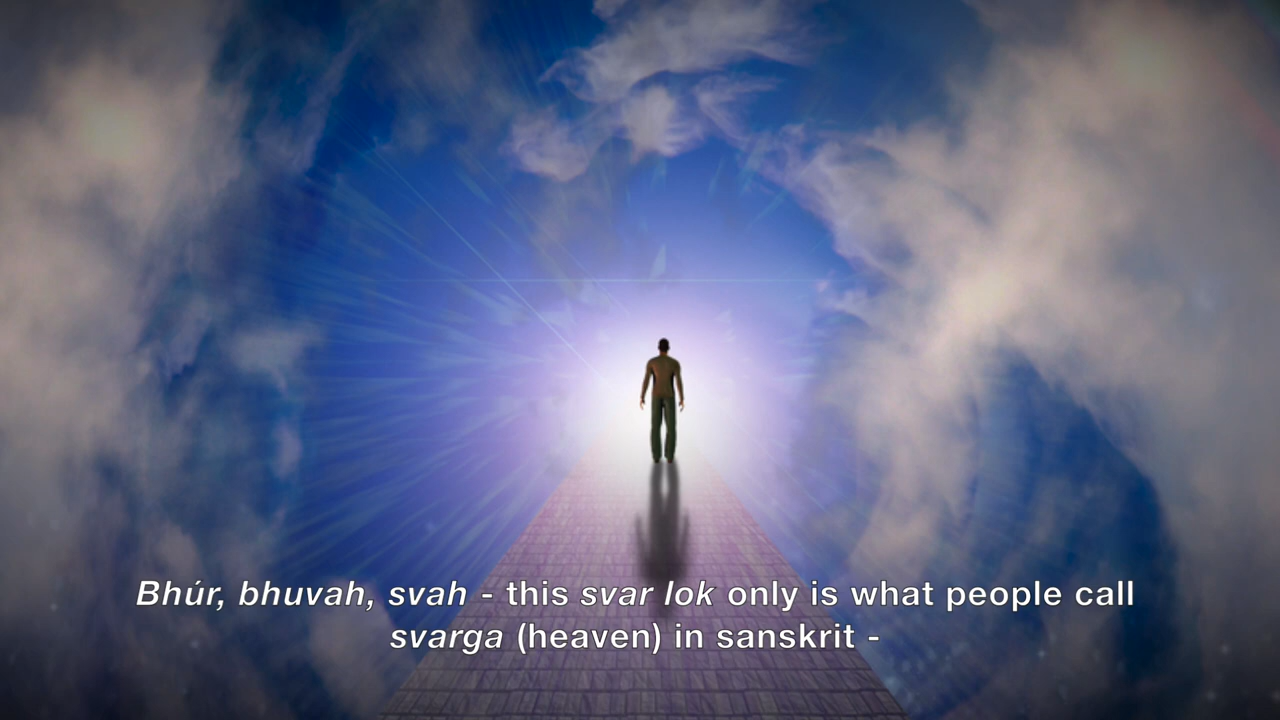 Bhúr, bhuvah, svah - this svar lok only is what people call
svarga (heaven) in sanskrit -